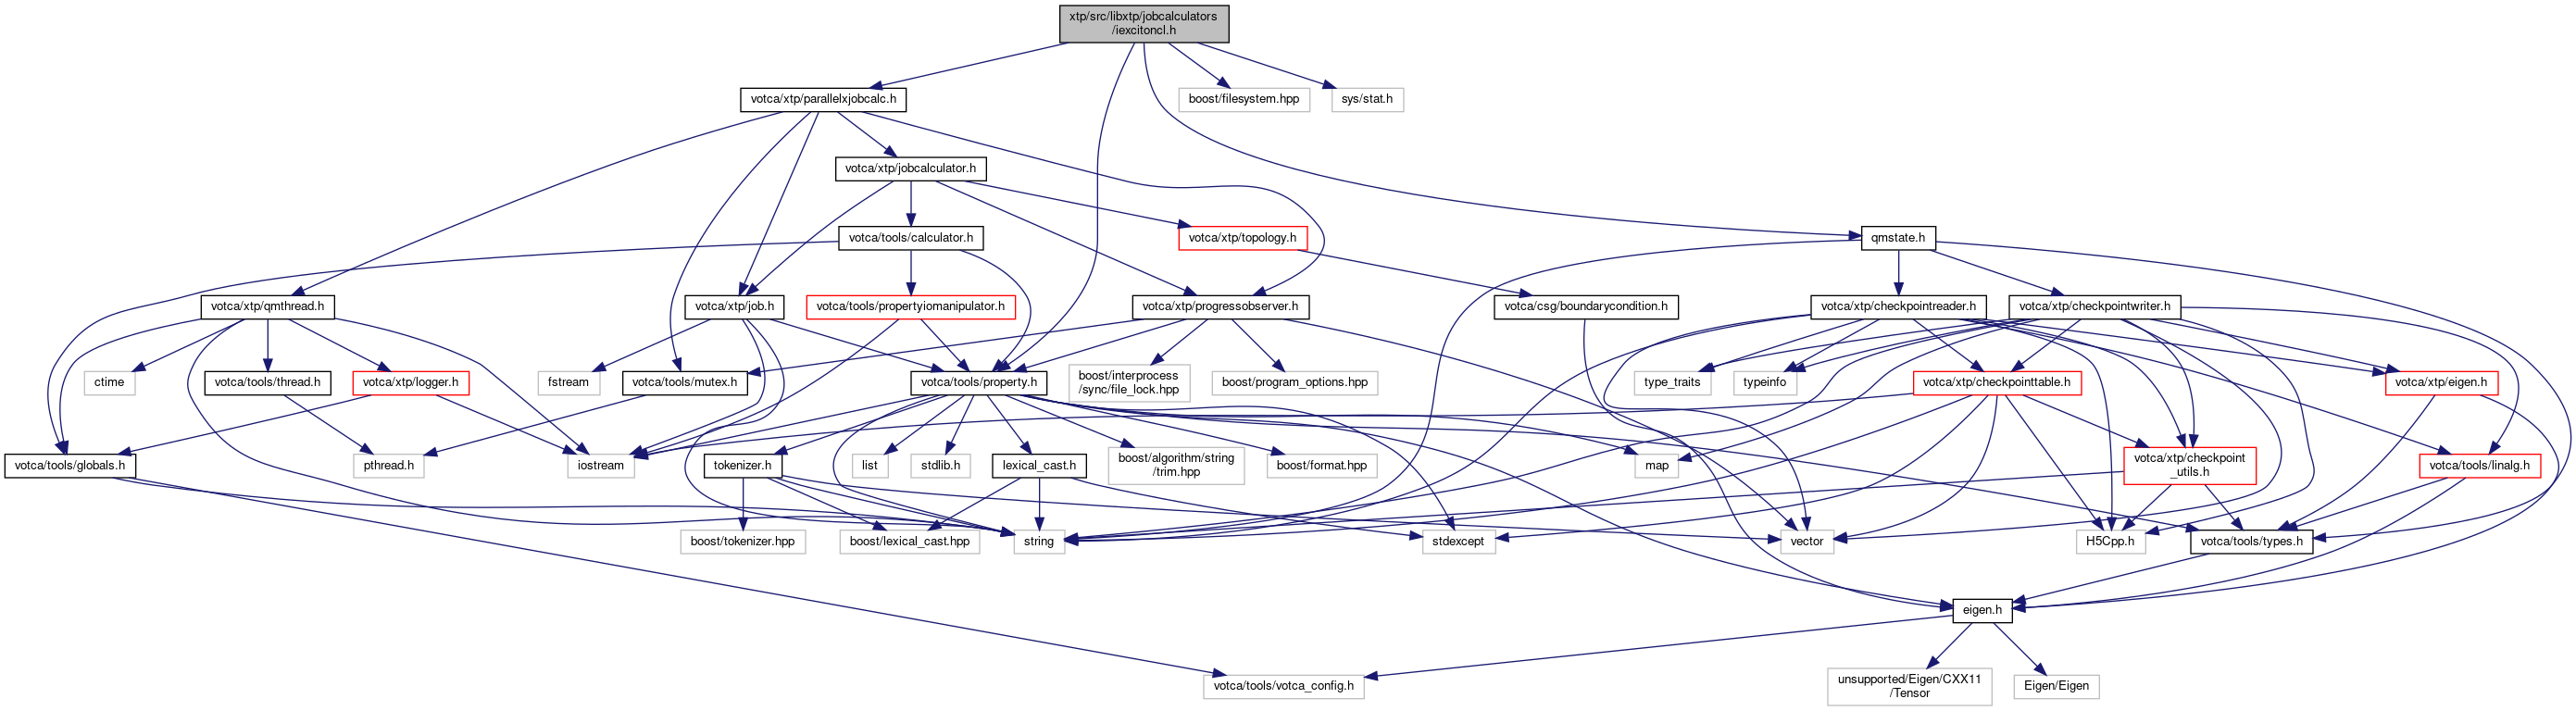 xtp/src/libxtp/jobcalculators
/iexcitoncl.h
votca/xtp/parallelxjobcalc.h
boost/filesystem.hpp
sys/stat.h
votca/xtp/jobcalculator.h
votca/tools/calculator.h
votca/xtp/topology.h
qmstate.h
votca/xtp/qmthread.h
votca/xtp/job.h
votca/tools/propertyiomanipulator.h
votca/xtp/progressobserver.h
votca/csg/boundarycondition.h
votca/xtp/checkpointreader.h
votca/xtp/checkpointwriter.h
ctime
votca/tools/thread.h
votca/xtp/logger.h
fstream
votca/tools/mutex.h
votca/tools/property.h
boost/interprocess
/sync/file_lock.hpp
boost/program_options.hpp
type_traits
typeinfo
votca/xtp/checkpointtable.h
votca/xtp/eigen.h
votca/tools/globals.h
pthread.h
iostream
tokenizer.h
list
stdlib.h
lexical_cast.h
boost/algorithm/string
/trim.hpp
boost/format.hpp
map
votca/xtp/checkpoint
_utils.h
votca/tools/linalg.h
boost/tokenizer.hpp
boost/lexical_cast.hpp
string
stdexcept
vector
H5Cpp.h
votca/tools/types.h
eigen.h
votca/tools/votca_config.h
unsupported/Eigen/CXX11
/Tensor
Eigen/Eigen